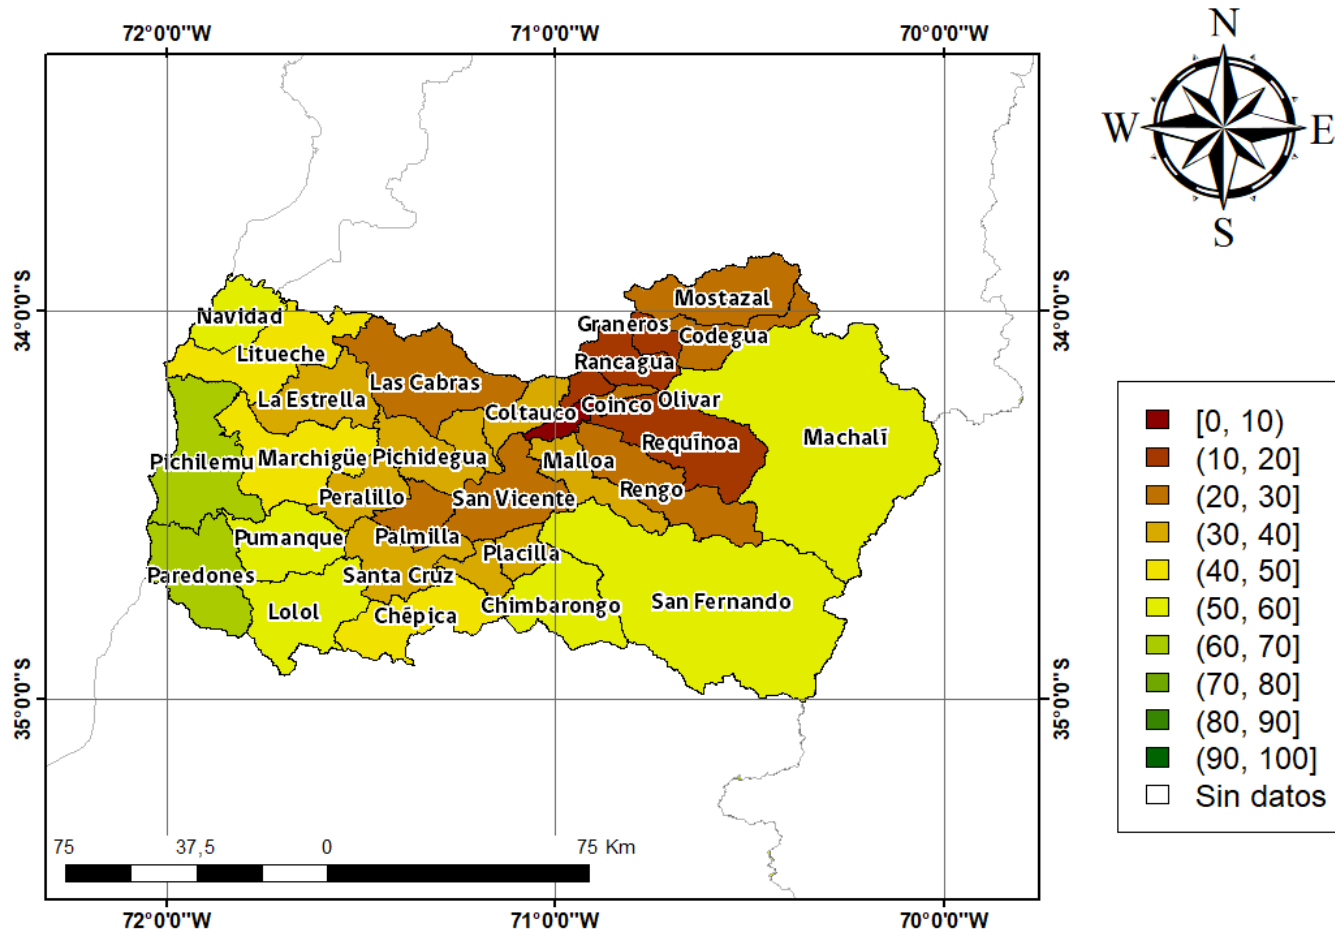 72°0'0"W 71°0'0"W 70°0'0"W
N
W E
S
34°0'0"S
34°0'0"S
Navidad
Mostazal
Graneros
Codegua
Litueche
Rancagua
Las Cabras
La Estrella
Coltauco
Coinco
Olivar
Requínoa
Machalí
Pichilemu
Marchigüe
Pichidegua
Malloa
Peralillo
San Vicente
Rengo
Pumanque
Palmilla
Placilla
Paredones
Santa Cruz
Lolol
Chépica
Chimbarongo
San Fernando
35°0'0"S
35°0'0"S
75 37,5 0 75 Km
72°0'0"W 71°0'0"W 70°0'0"W
[0, 10)
(10, 20]
(20, 30]
(30, 40]
(40, 50]
(50, 60]
(60, 70]
(70, 80]
(80, 90]
(90, 100]
Sin datos